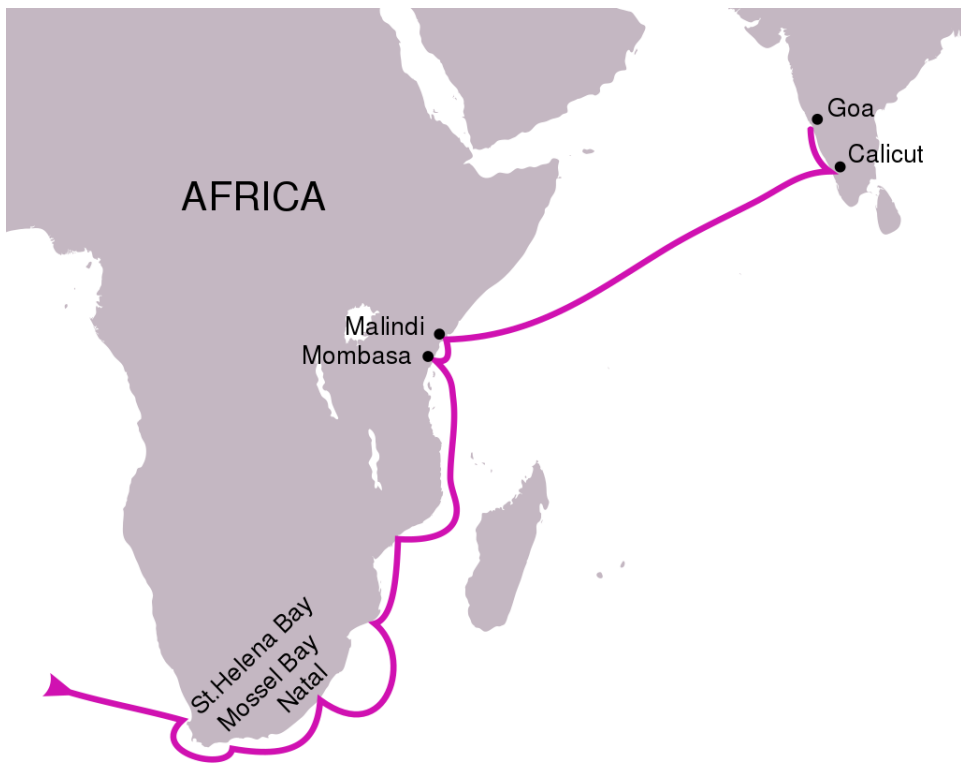 Goa
Calicut
AFRICA
Malindi
Mombasa
St.Helena Bay
Mossel Bay
Natal